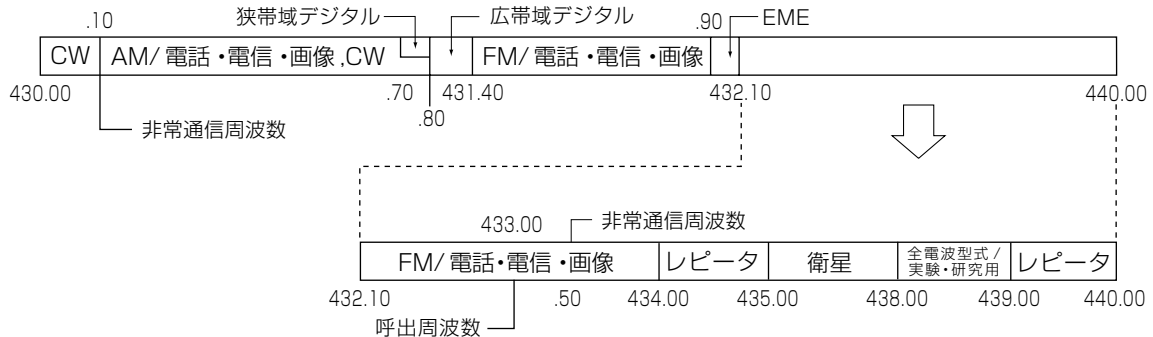 狭帯域デジタル
広帯域デジタル
.10
.90
EME
CW
AM/ 電話・電信・画像 ,CW
FM/ 電話・電信・画像
430.00
.70
.80
431.40
432.10
440.00
非常通信周波数
433.00
非常通信周波数
FM/ 電話・電信・画像
レピータ
衛星
全電波型式 /
実験・研究用
レピータ
432.10
.50
434.00
435.00
438.00
439.00
440.00
呼出周波数